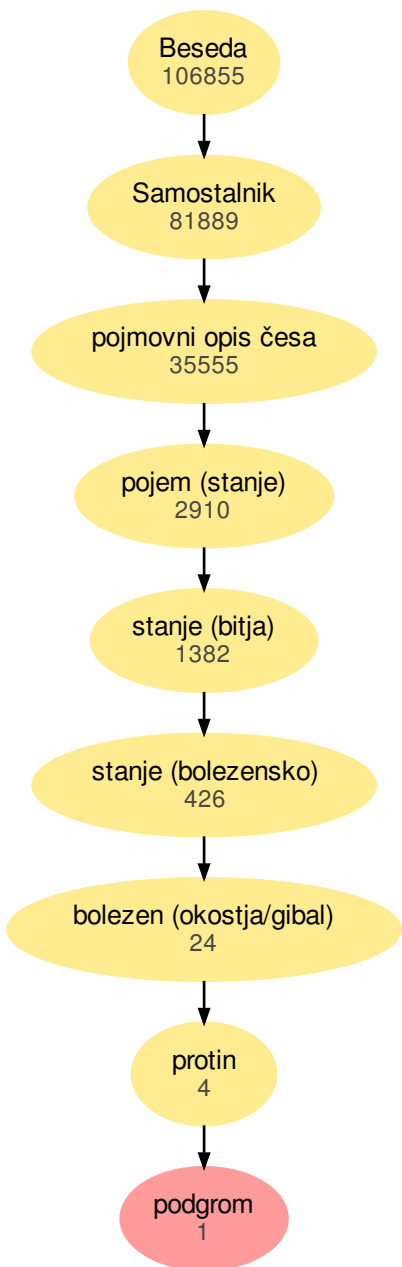 Beseda
106855
Samostalnik
81889
pojmovni opis česa
35555
pojem (stanje)
2910
stanje (bitja)
1382
stanje (bolezensko)
426
bolezen (okostja/gibal)
24
protin
4
podgrom
1